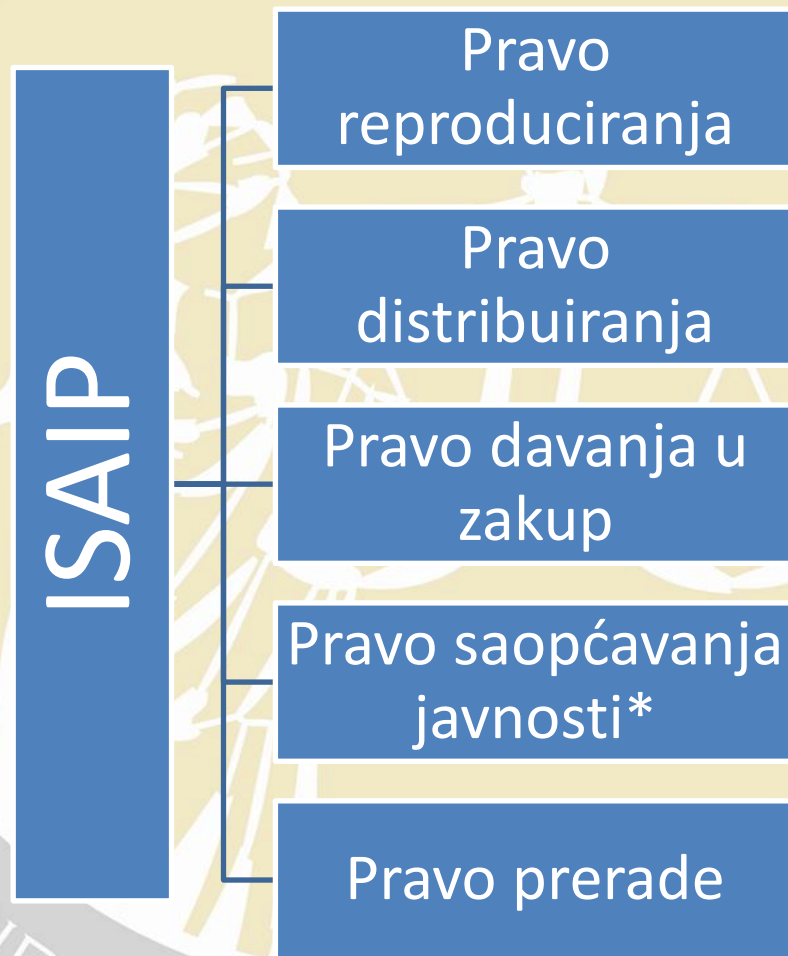 ISAIP
Pravo
reproduciranja
Pravo
distribuiranja
Pravo davanja u
zakup
Pravo saopćavanja
javnosti*
Pravo prerade